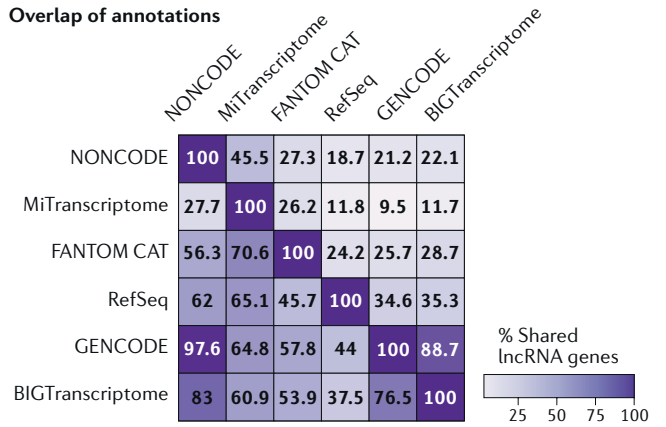 Overlap of annotations
NONCODE
MiTranscriptome
FANTOM CAT
RefSeq
GENCODE
BIGTranscriptome
NONCODE 100 45.5 27.3 18.7 21.2 22.1
MiTranscriptome 27.7 100 26.2 11.8 9.5 11.7
FANTOM CAT 56.3 70.6 100 24.2 25.7 28.7
RefSeq 62 65.1 45.7 100 34.6 35.3
GENCODE 97.6 64.8 57.8 44 100 88.7
BIGTranscriptome 83 60.9 53.9 37.5 76.5 100
% Shared
lncRNA genes
25 50 75 100